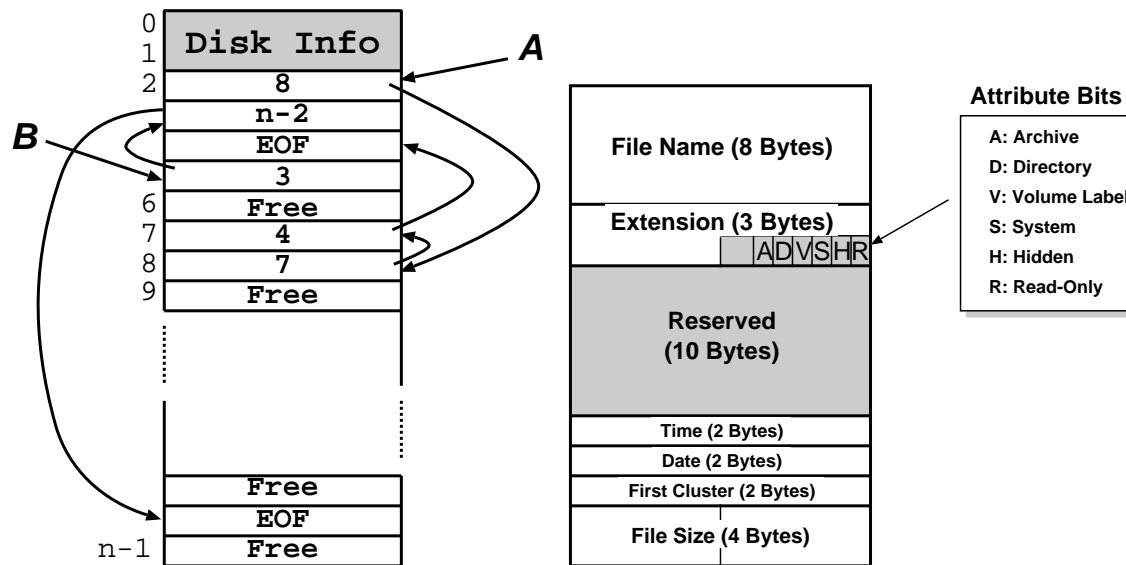 0
1
Disk Info
A
2
8
n-2
B
EOF
3
6
Free
7
4
8
7
9
Free
Free
EOF
n-1
Free
File Name (8 Bytes)
Extension (3 Bytes)
A D V S H R
Reserved
(10 Bytes)
Time (2 Bytes)
Date (2 Bytes)
First Cluster (2 Bytes)
File Size (4 Bytes)
Attribute Bits
A: Archive
D: Directory
V: Volume Label
S: System
H: Hidden
R: Read-Only